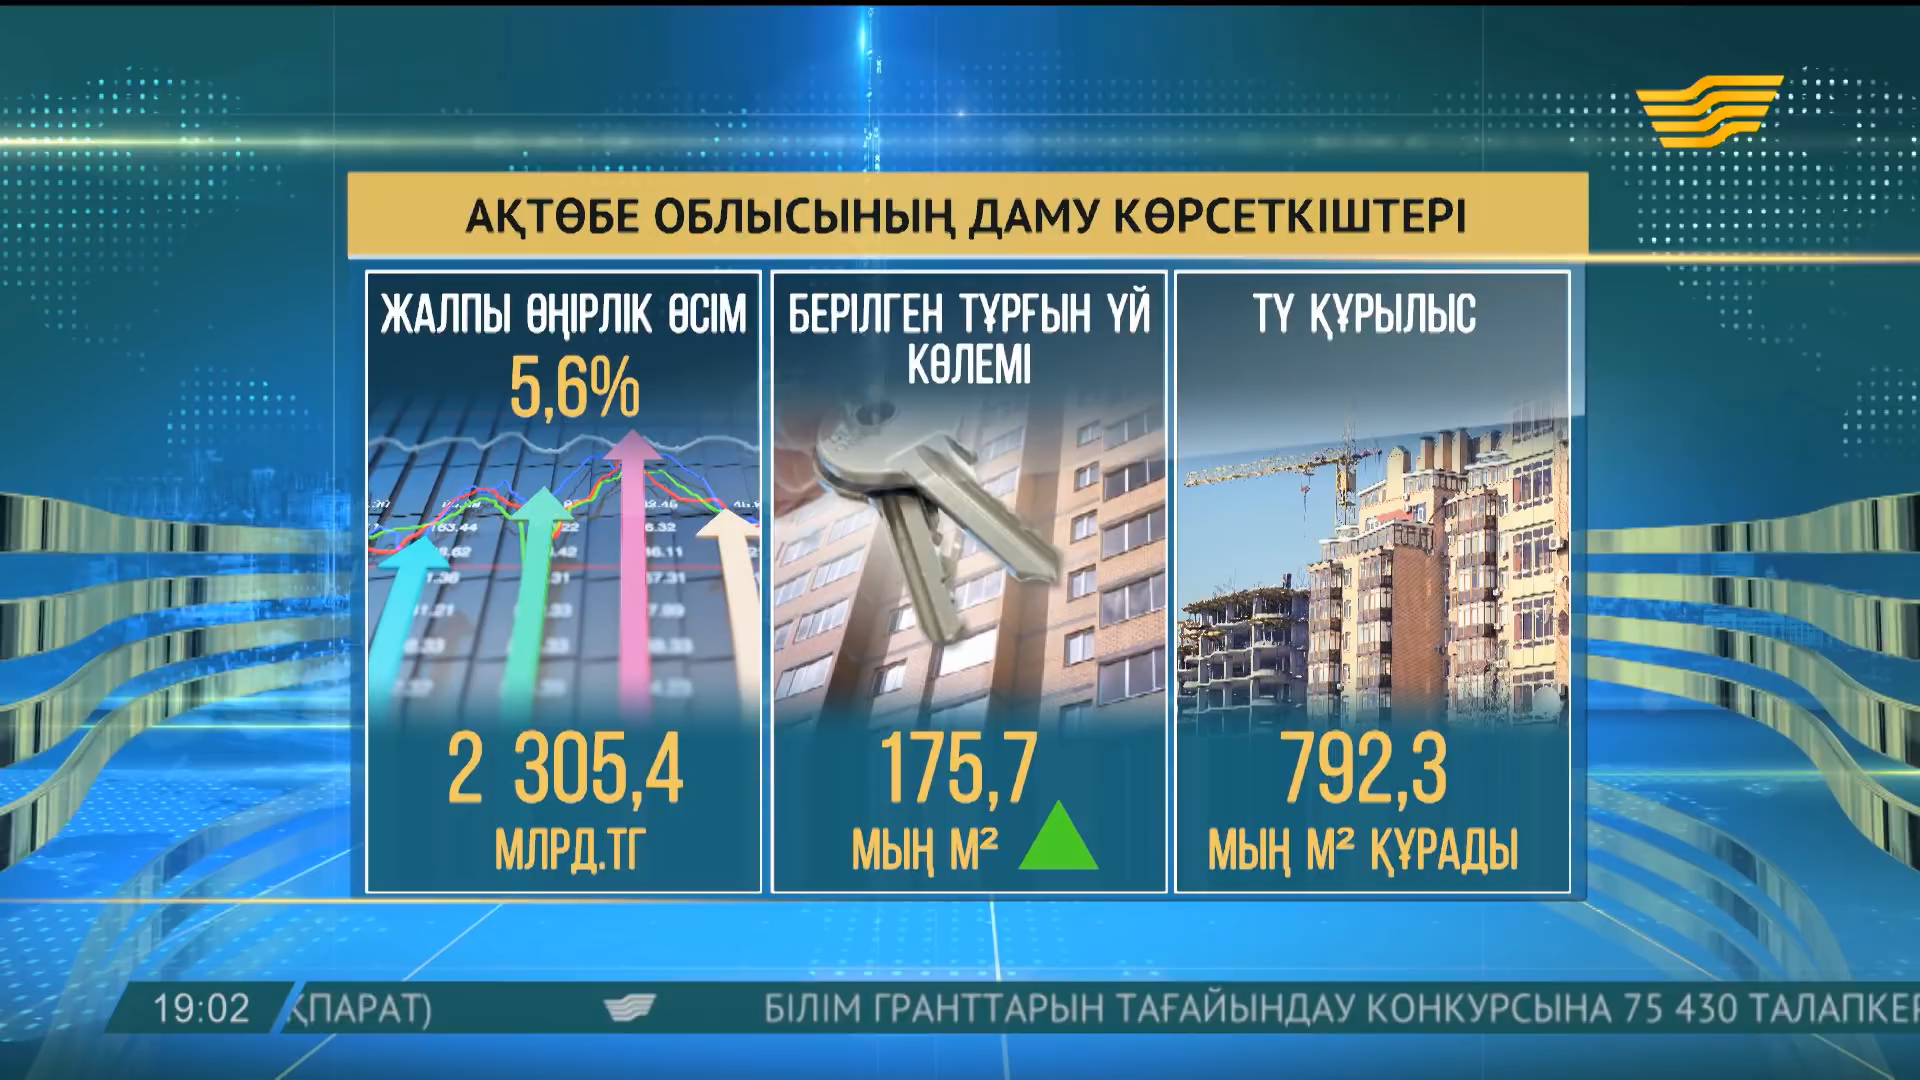 АҚТӨБЕ ОБЛЫСЫНЫҢ ДАМУ КӨРСЕТКІШТЕРІ
ЖАЛПЫ ӨҢІРЛІК ӨСІМ
5,6%
2 305,4
МЛРД.ТГ
БЕРІЛГЕН ТҰРҒЫН ҮЙ
КӨЛЕМІ
175,7
МЫҢ М²
ТҮ ҚҰРЫЛЫС
792,3
МЫҢ М² ҚҰРАДЫ
19:02 ҚПАРАТ) БІЛІМ ГРАНТТАРЫН ТАҒАЙЫНДАУ КОНКУРСЫНА 75 430 ТАЛАПКЕР